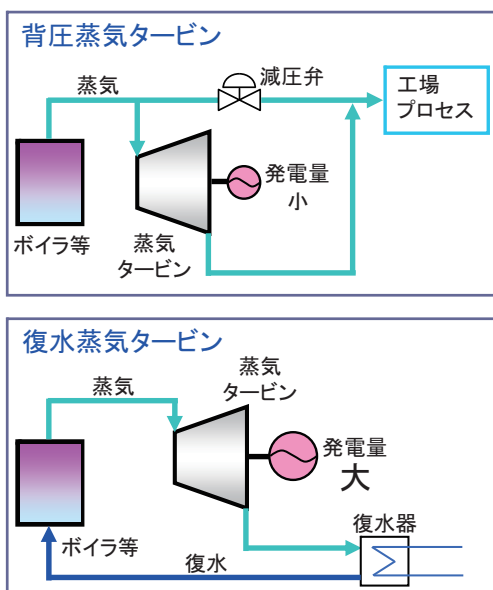 背圧蒸気タービン
蒸気
減圧弁
工場
プロセス
発電量
小
ボイラ等
蒸気
タービン
復水蒸気タービン
蒸気
蒸気
タービン
発電量
大
復水器
ボイラ等
復水